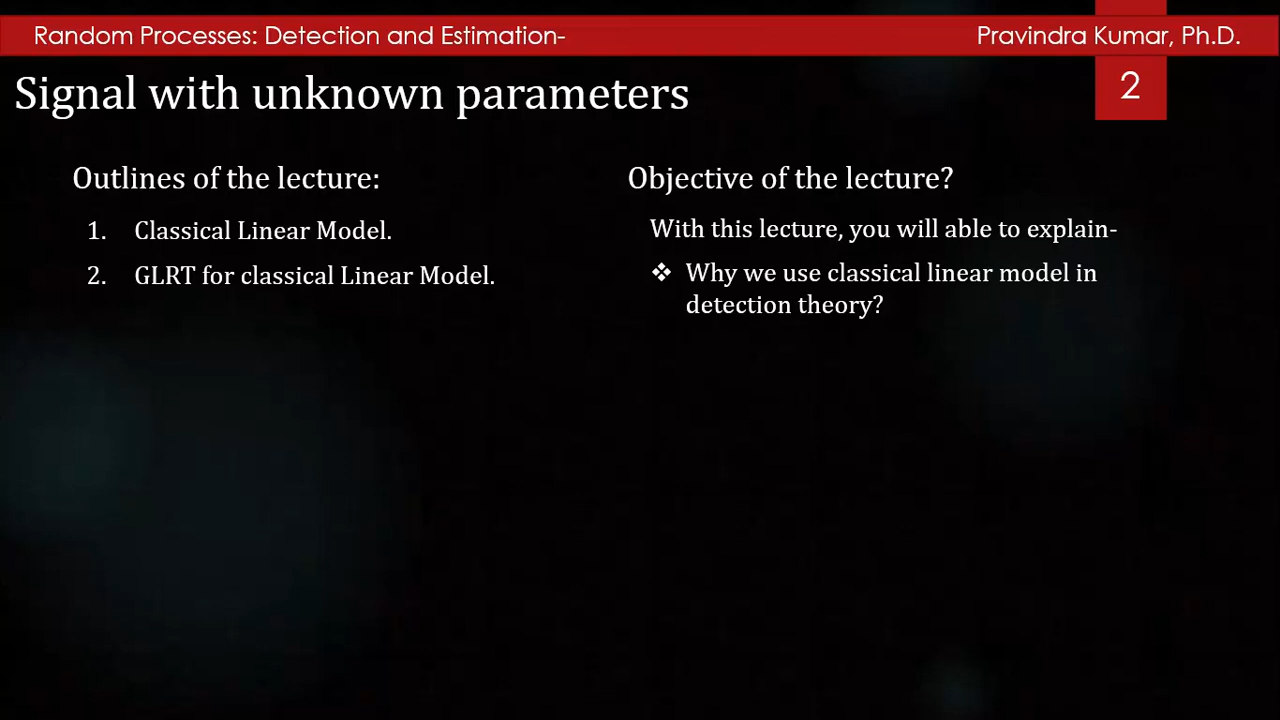 Random Processes: Detection and Estimation-
Pravindra Kumar, Ph.D.
Signal with unknown parameters
2
Outlines of the lecture:
1. Classical Linear Model.
2. GLRT for classical Linear Model.
Objective of the lecture?
With this lecture, you will able to explain-
❖ Why we use classical linear model in
detection theory?